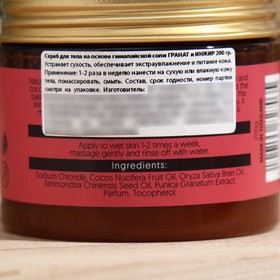 Скраб для тела на основе гималайской соли ГРАНАТ и ИНЖИР 200 гр.
Устраняет сухость, обеспечивает экстраувлажнение и питание кожи.
Применение: 1-2 раза в неделю нанести на сухую или влажную кожу
тела, помассировать, смыть. Состав, срок годности, номер партии
смотри на упаковке. Изготовитель:
Apply to wet skin 1-2 times a week,
massage gently and rinse off with water.
Ingredients:
Sodium Chloride, Cocos Nucifera Fruit Oil, Oryza Sativa Bran Oil,
Simmondsia Chinensis Seed Oil, Punica Granatum Extract,
Parfum, Tocopherol.
MADE IN THAILAND